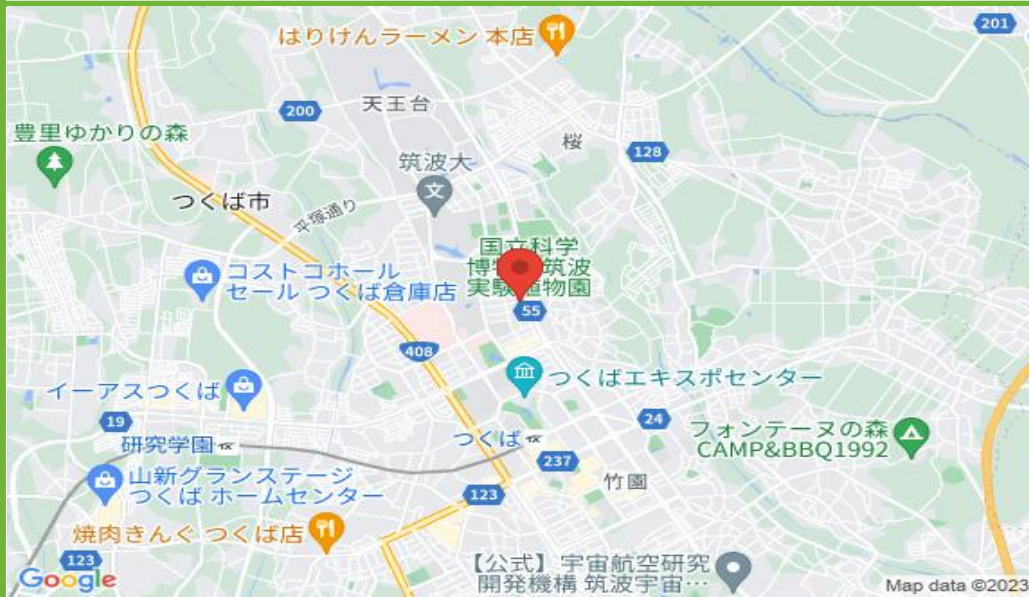 201
はりけんラーメン 本店
天王台
200
豊里ゆかりの森
桜
128
筑波大
つくば市
平塚通り
国立科学
博物館筑波
実験植物園
コストコホール
セール つくば倉庫店
55
408
つくばエキスポセンター
イーアスつくば
19
24
研究学園
つくば
フォンテーヌの森
CAMP&BBQ1992
237
山新グランステージ
つくば ホームセンター
竹園
123
焼肉きんぐ つくば店
123
【公式】宇宙航空研究
開発機構 筑波宇宙…
Google
Map data ©2023